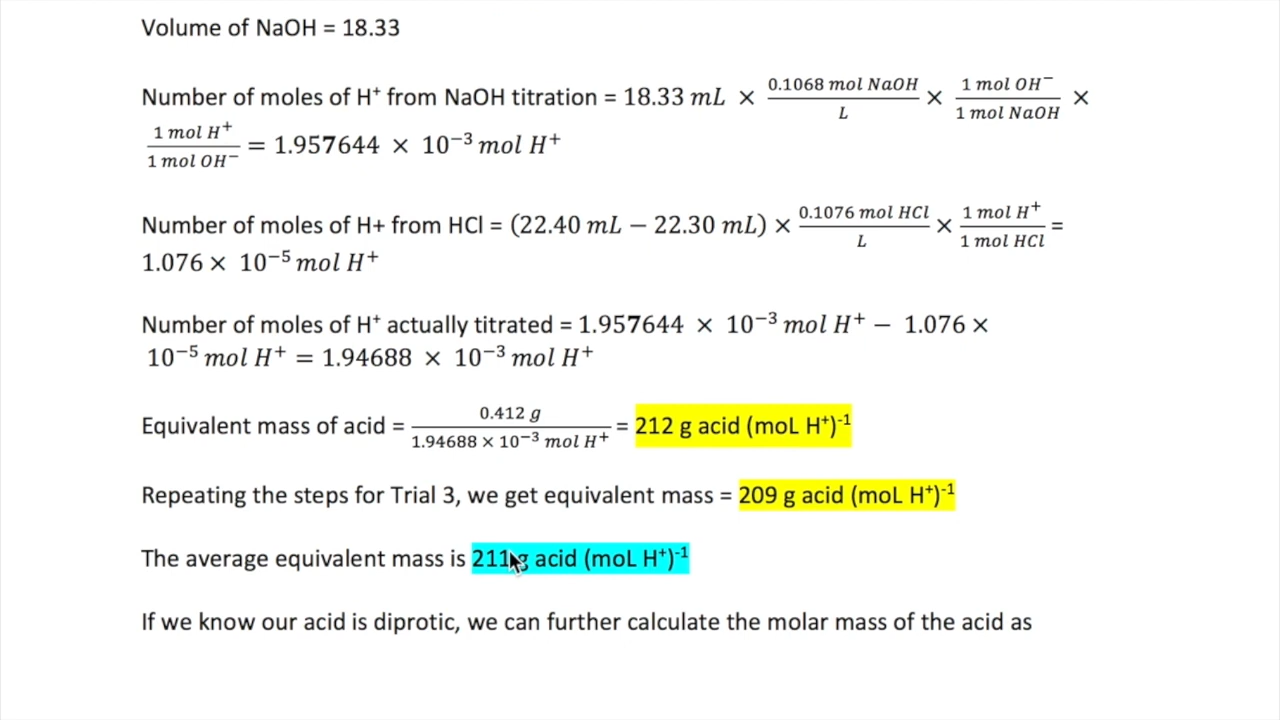 Volume of NaOH = 18.33
Number of moles of H⁺ from NaOH titration = 18.33 mL × 0.1068 mol NaOH / L × 1 mol OH⁻ / 1 mol NaOH ×
1 mol H⁺ / 1 mol OH⁻ = 1.957644 × 10⁻³ mol H⁺
Number of moles of H+ from HCl = (22.40 mL − 22.30 mL) × 0.1076 mol HCl / L × 1 mol H⁺ / 1 mol HCl =
1.076 × 10⁻⁵ mol H⁺
Number of moles of H⁺ actually titrated = 1.957644 × 10⁻³ mol H⁺ − 1.076 ×
10⁻⁵ mol H⁺ = 1.94688 × 10⁻³ mol H⁺
Equivalent mass of acid = 0.412 g / 1.94688 × 10⁻³ mol H⁺ = 212 g acid (moL H⁺)⁻¹
Repeating the steps for Trial 3, we get equivalent mass = 209 g acid (moL H⁺)⁻¹
The average equivalent mass is 211 g acid (moL H⁺)⁻¹
If we know our acid is diprotic, we can further calculate the molar mass of the acid as